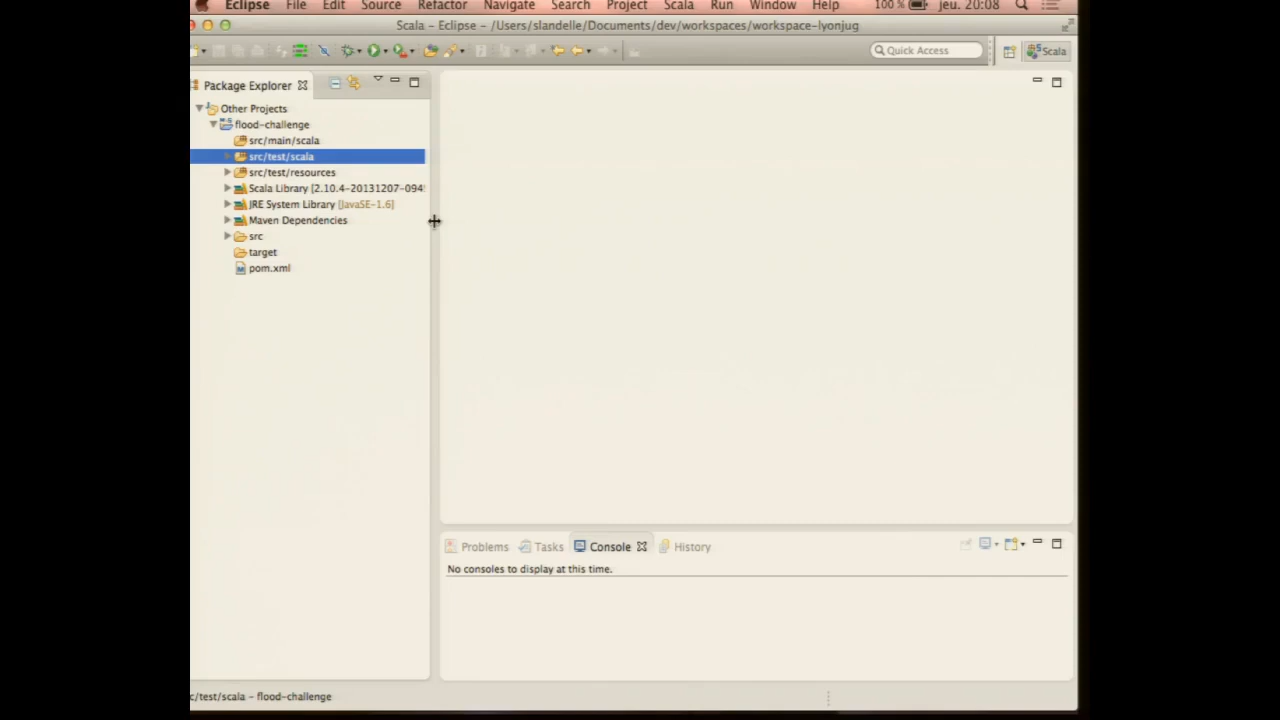 Eclipse File Edit Source Refactor Navigate Search Project Scala Run Window Help 100 % jeu. 20:08
Scala - Eclipse - /Users/slandelle/Documents/dev/workspaces/workspace-lyonjug
Quick Access
Scala
Package Explorer
Other Projects
flood-challenge
src/main/scala
src/test/scala
src/test/resources
Scala Library [2.10.4-20131207-094
JRE System Library [JavaSE-1.6]
Maven Dependencies
src
target
pom.xml
Problems Tasks Console History
No consoles to display at this time.
c/test/scala - flood-challenge